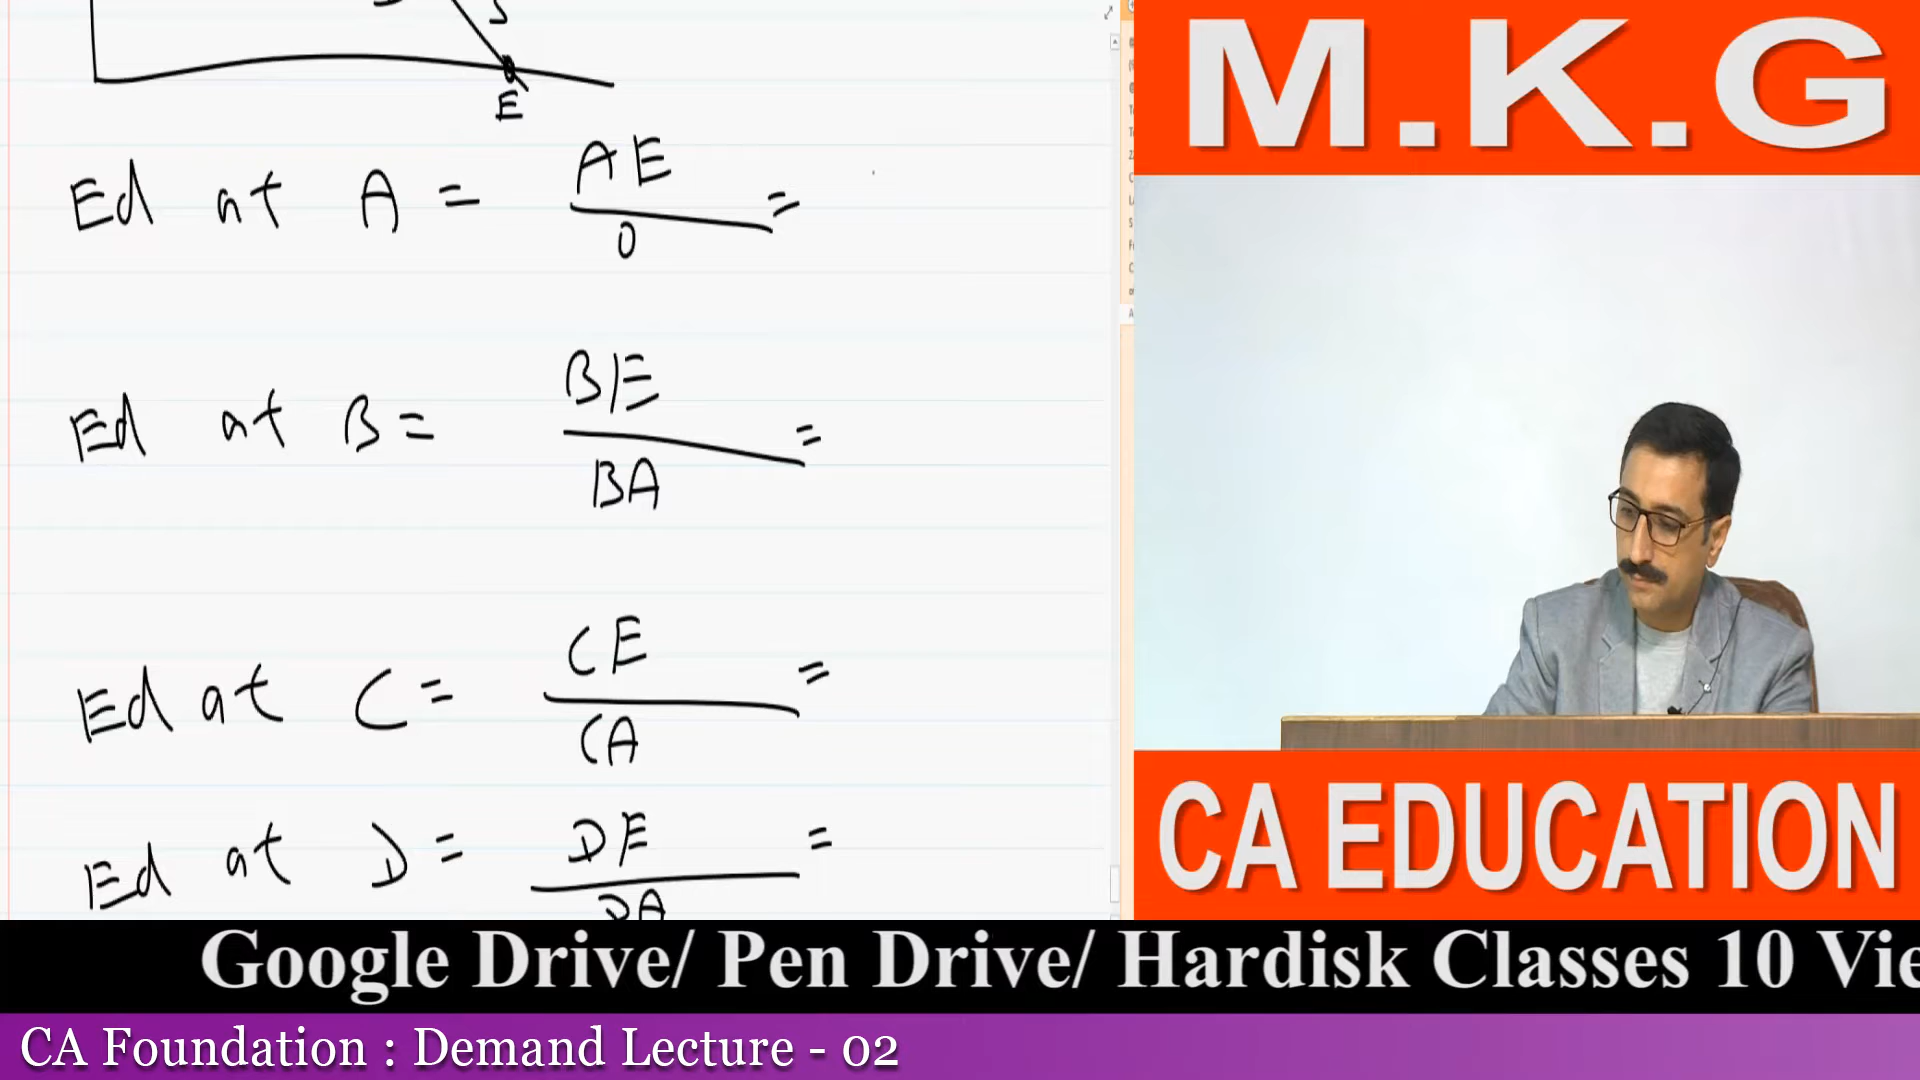 M.K.G
E
Ed at A = AE / 0 =
Ed at B = BE / BA =
Ed at C = CE / CA =
Ed at D = DE / DA =
CA EDUCATION
Google Drive/ Pen Drive/ Hardisk Classes 10 Vie
CA Foundation : Demand Lecture - 02